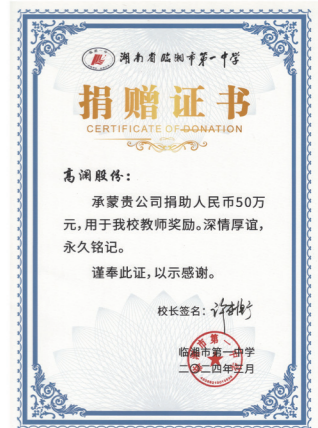 湖南省临湘市第一中学
捐赠证书
CERTIFICATE OF DONATION
高澜股份：
承蒙贵公司捐助人民币50万
元，用于我校教师奖励。深情厚谊，
永久铭记。
谨奉此证，以示感谢。
校长签名：
临湘市第一中学
二〇二四年三月